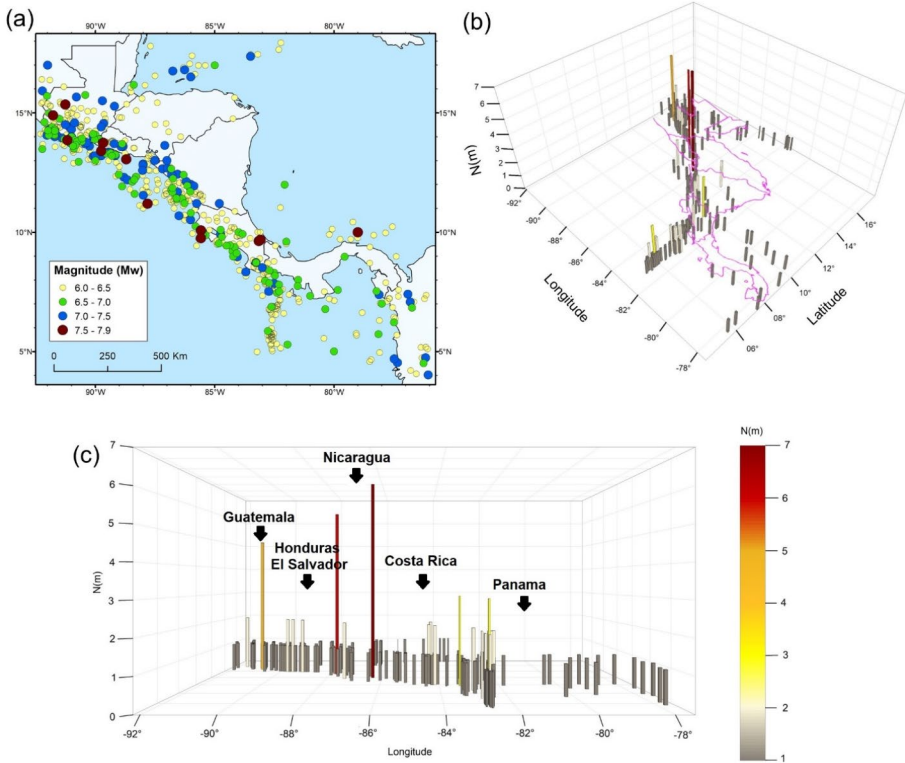 (a)
90°W 85°W 80°W
15°N 15°N
10°N 10°N
5°N 5°N
Magnitude (Mw)
6.0 - 6.5
6.5 - 7.0
7.0 - 7.5
7.5 - 7.9
0 250 500 Km
90°W 85°W 80°W
(b)
7
6
5
4
3
2
1
0
N(m)
-92°
-90°
-88°
-86°
-84°
-82°
-80°
-78°
Longitude
16°
14°
12°
10°
08°
06°
Latitude
(c)
7
6
5
4
3
2
1
0
N(m)
Nicaragua
Guatemala
Honduras
El Salvador
Costa Rica
Panama
-92° -90° -88° -86° -84° -82° -80° -78°
Longitude
N(m)
7
6
5
4
3
2
1